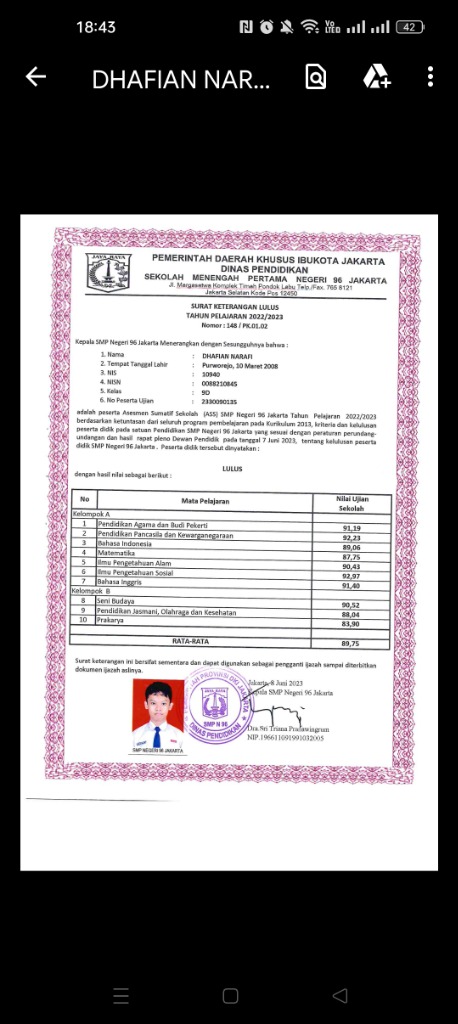 18:43
VoLTE 42
DHAFIAN NAR...
JAYA RAYA
PEMERINTAH DAERAH KHUSUS IBUKOTA JAKARTA
DINAS PENDIDIKAN
SEKOLAH MENENGAH PERTAMA NEGERI 96 JAKARTA
Jl. Margasatwa Komplek Timah Pondok Labu Telp./Fax. 765 8121
Jakarta Selatan Kode Pos 12450
SURAT KETERANGAN LULUS
TAHUN PELAJARAN 2022/2023
Nomor : 148 / PK.01.02
Kepala SMP Negeri 96 Jakarta Menerangkan dengan Sesungguhnya bahwa :
1. Nama : DHAFIAN NARAFI
2. Tempat Tanggal Lahir : Purworejo, 10 Maret 2008
3. NIS : 10940
4. NISN : 0088210845
5. Kelas : 9D
6. No Peserta Ujian : 2330090135
adalah peserta Asesmen Sumatif Sekolah (ASS) SMP Negeri 96 Jakarta Tahun Pelajaran 2022/2023
berdasarkan ketuntasan dari seluruh program pembelajaran pada Kurikulum 2013, kriteria dan kelulusan
peserta didik pada satuan Pendidikan SMP Negeri 96 Jakarta yang sesuai dengan peraturan perundang-
undangan dan hasil rapat pleno Dewan Pendidik pada tanggal 7 Juni 2023, tentang kelulusan peserta
didik SMP Negeri 96 Jakarta . Peserta didik tersebut dinyatakan :
LULUS
dengan hasil nilai sebagai berikut :
No Mata Pelajaran Nilai Ujian Sekolah
Kelompok A
1 Pendidikan Agama dan Budi Pekerti 91,19
2 Pendidikan Pancasila dan Kewarganegaraan 92,23
3 Bahasa Indonesia 89,06
4 Matematika 87,75
5 Ilmu Pengetahuan Alam 90,43
6 Ilmu Pengetahuan Sosial 92,97
7 Bahasa Inggris 91,40
Kelompok B
8 Seni Budaya 90,52
9 Pendidikan Jasmani, Olahraga dan Kesehatan 88,04
10 Prakarya 83,90
RATA-RATA 89,75
Surat keterangan ini bersifat sementara dan dapat digunakan sebagai pengganti ijazah sampai diterbitkan
dokumen ijazah aslinya.
Jakarta, 8 Juni 2023
Kepala SMP Negeri 96 Jakarta
SMP N 96
DINAS PENDIDIKAN
SMP NEGERI 96 JAKARTA
Dra. Sri Trisna
NIP.196611091991032005